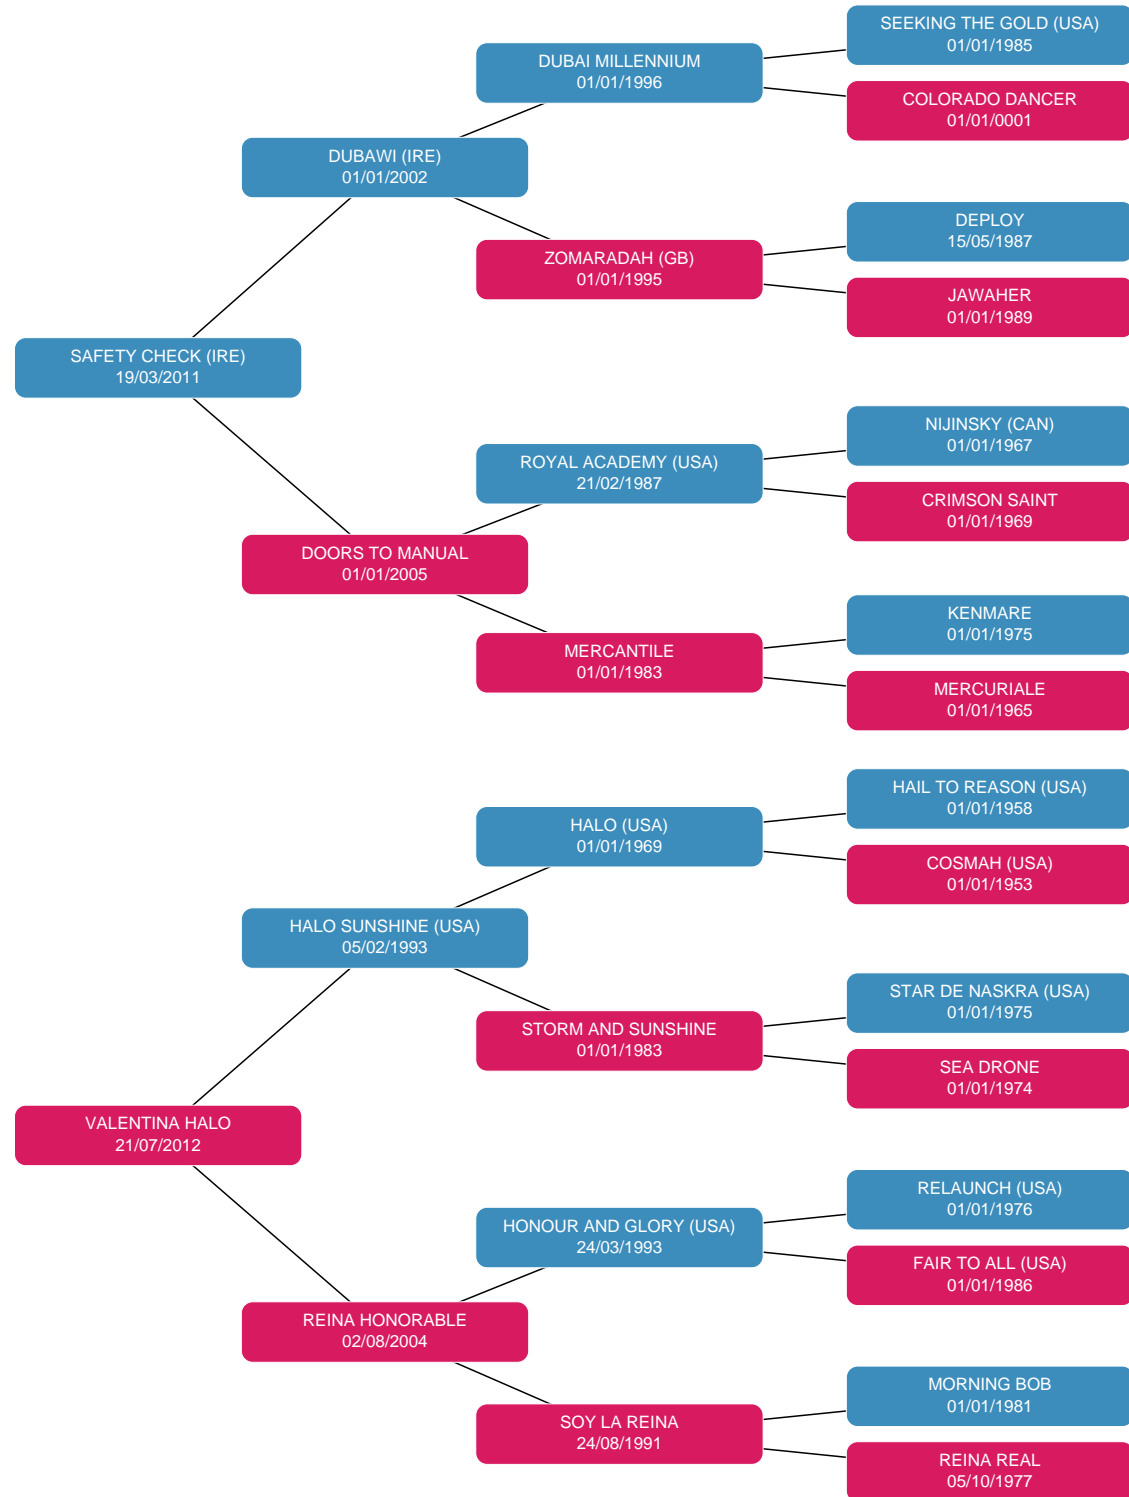 SEEKING THE GOLD (USA)
01/01/1985
DUBAI MILLENNIUM
01/01/1996
COLORADO DANCER
01/01/0001
DUBAWI (IRE)
01/01/2002
DEPLOY
15/05/1987
ZOMARADAH (GB)
01/01/1995
JAWAHER
01/01/1989
SAFETY CHECK (IRE)
19/03/2011
NIJINSKY (CAN)
01/01/1967
ROYAL ACADEMY (USA)
21/02/1987
CRIMSON SAINT
01/01/1969
DOORS TO MANUAL
01/01/2005
KENMARE
01/01/1975
MERCANTILE
01/01/1983
MERCURIALE
01/01/1965
HAIL TO REASON (USA)
01/01/1958
HALO (USA)
01/01/1969
COSMAH (USA)
01/01/1953
HALO SUNSHINE (USA)
05/02/1993
STAR DE NASKRA (USA)
01/01/1975
STORM AND SUNSHINE
01/01/1983
SEA DRONE
01/01/1974
VALENTINA HALO
21/07/2012
RELAUNCH (USA)
01/01/1976
HONOUR AND GLORY (USA)
24/03/1993
FAIR TO ALL (USA)
01/01/1986
REINA HONORABLE
02/08/2004
MORNING BOB
01/01/1981
SOY LA REINA
24/08/1991
REINA REAL
05/10/1977